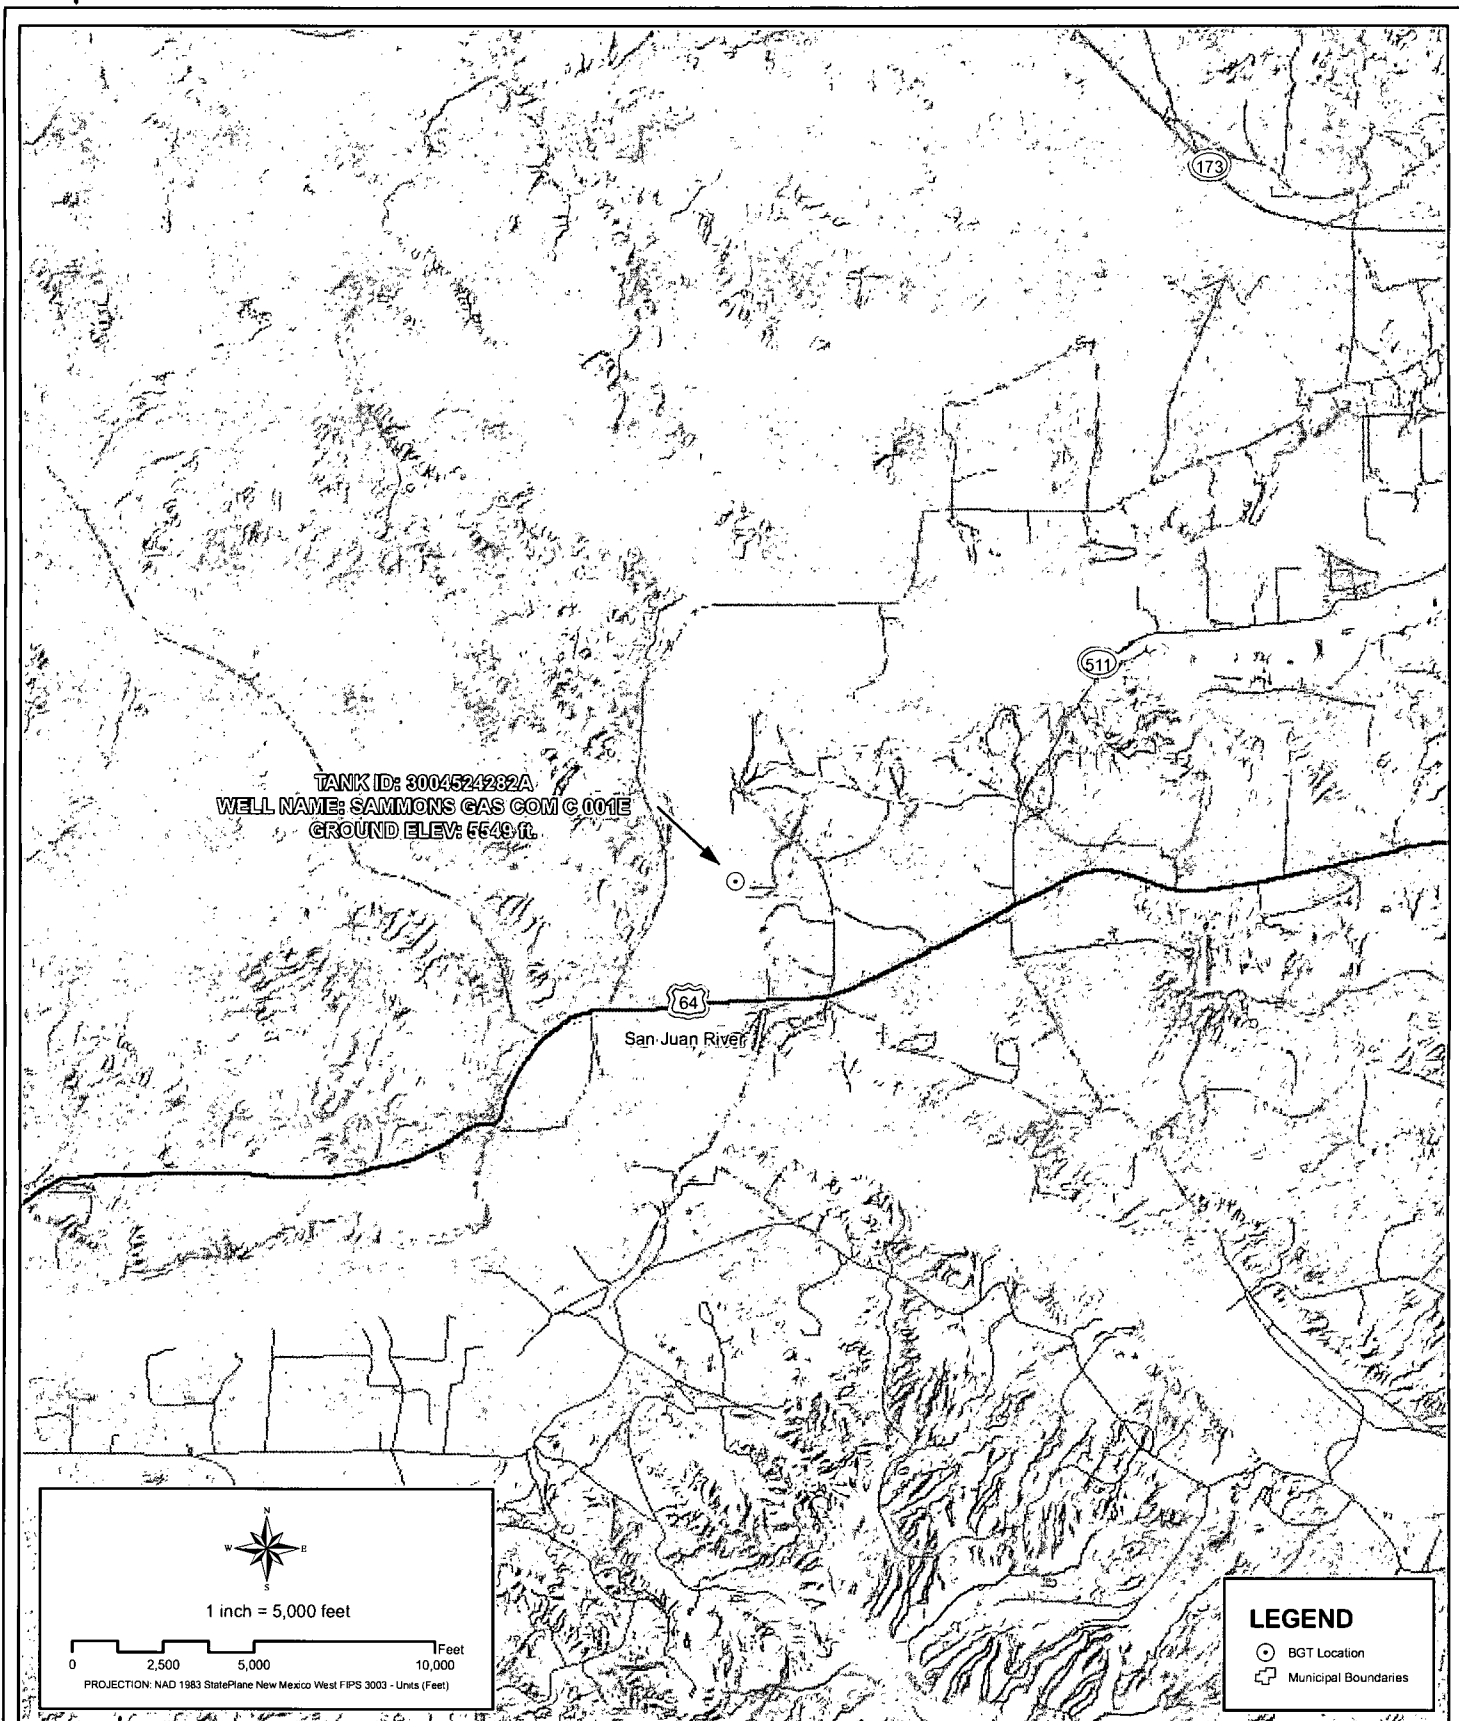 173
511
TANK ID: 3004524282A
WELL NAME: SAMMONS GAS COM C 001E
GROUND ELEV: 5549 ft.
64
San Juan River
N
W E
S
1 inch = 5,000 feet
Feet
0 2,500 5,000 10,000
PROJECTION: NAD 1983 StatePlane New Mexico West FIPS 3003 - Units (Feet)
LEGEND
BGT Location
Municipal Boundaries